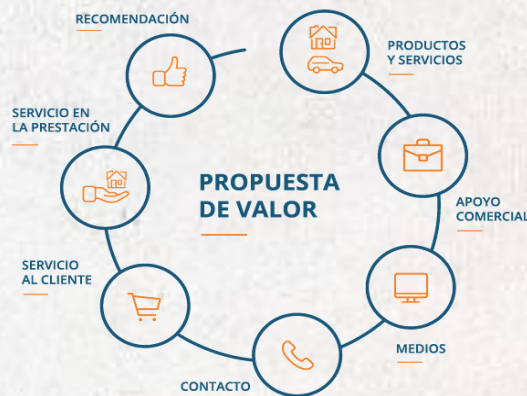 RECOMENDACIÓN
PRODUCTOS
Y SERVICIOS
SERVICIO EN
LA PRESTACIÓN
PROPUESTA
DE VALOR
APOYO
COMERCIAL
SERVICIO
AL CLIENTE
MEDIOS
CONTACTO